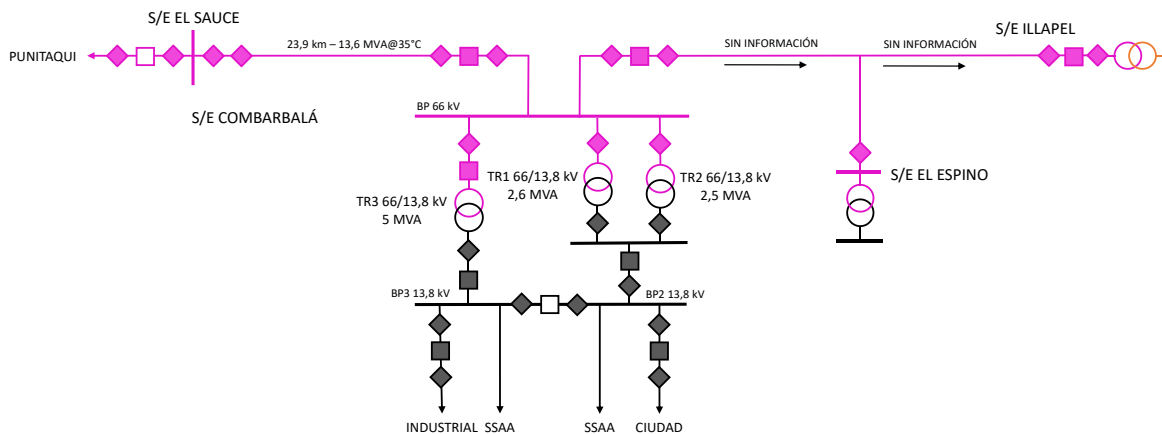 S/E EL SAUCE
S/E ILLAPEL
PUNITAQUI
23,9 km – 13,6 MVA@35°C
SIN INFORMACIÓN
SIN INFORMACIÓN
S/E COMBARBALÁ
BP 66 kV
TR3 66/13,8 kV
5 MVA
TR1 66/13,8 kV
2,6 MVA
TR2 66/13,8 kV
2,5 MVA
S/E EL ESPINO
BP3 13,8 kV
BP2 13,8 kV
INDUSTRIAL
SSAA
SSAA
CIUDAD